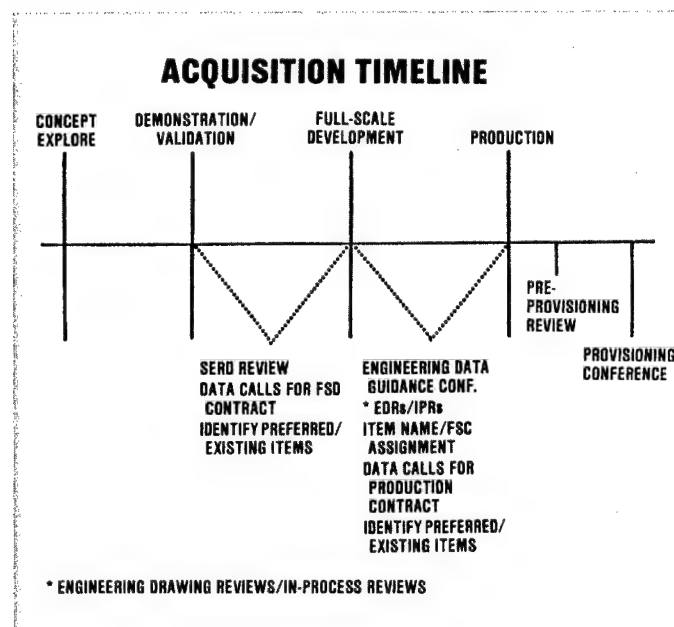 ACQUISITION TIMELINE
CONCEPT
EXPLORE
DEMONSTRATION/
VALIDATION
FULL-SCALE
DEVELOPMENT
PRODUCTION
PRE-
PROVISIONING
REVIEW
PROVISIONING
CONFERENCE
SERD REVIEW
DATA CALLS FOR FSD
CONTRACT
IDENTIFY PREFERRED/
EXISTING ITEMS
ENGINEERING DATA
GUIDANCE CONF.
* EDRs/IPRs
ITEM NAME/FSC
ASSIGNMENT
DATA CALLS FOR
PRODUCTION
CONTRACT
IDENTIFY PREFERRED/
EXISTING ITEMS
* ENGINEERING DRAWING REVIEWS/IN-PROCESS REVIEWS